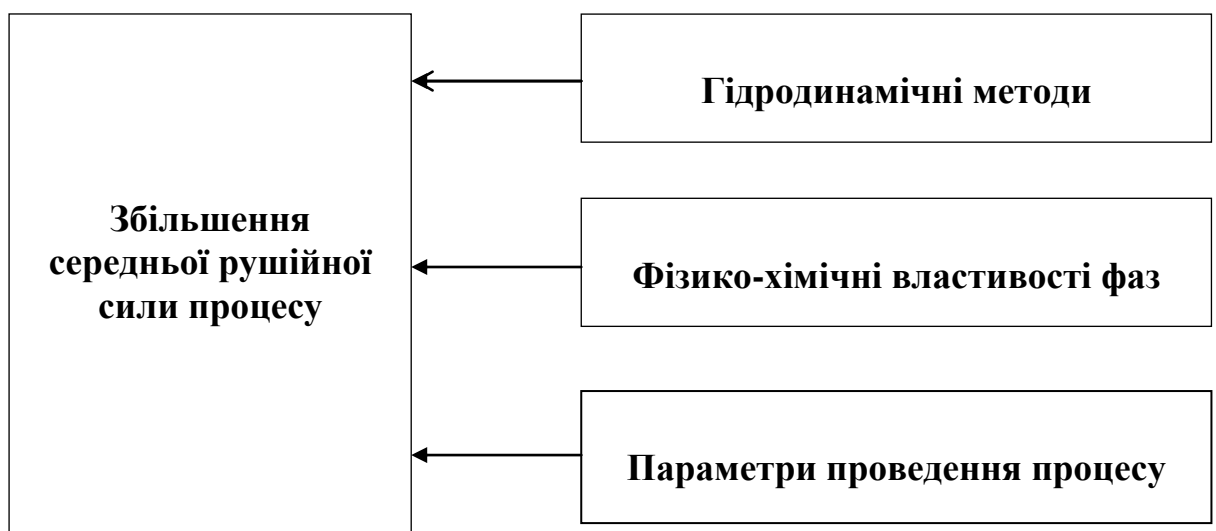 Збільшення
середньої рушійної
сили процесу
Гідродинамічні методи
Фізико-хімічні властивості фаз
Параметри проведення процесу